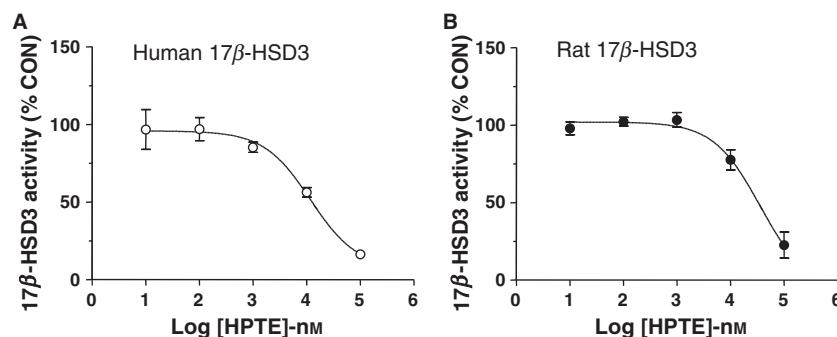 A
Human 17β-HSD3
17β-HSD3 activity (% CON)
150
100
50
0
0 1 2 3 4 5 6
Log [HPTE]-nM
B
Rat 17β-HSD3
17β-HSD3 activity (% CON)
150
100
50
0
0 1 2 3 4 5 6
Log [HPTE]-nM